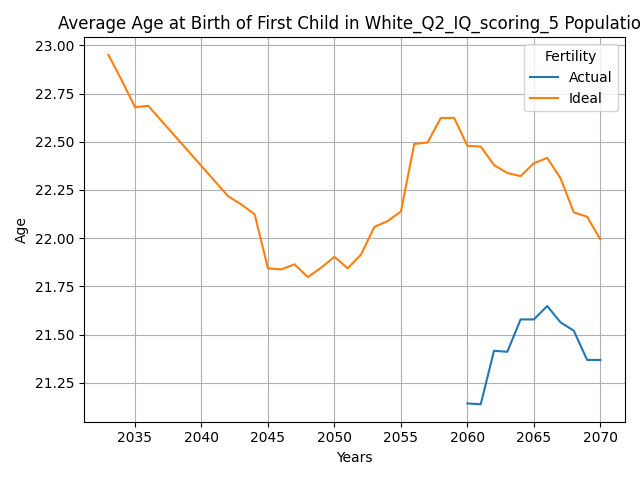 Average Age at Birth of First Child in White_Q2_IQ_scoring_5 Populatio
Fertility
Actual
Ideal
23.00
22.75
22.50
22.25
22.00
21.75
21.50
21.25
Age
2035 2040 2045 2050 2055 2060 2065 2070
Years